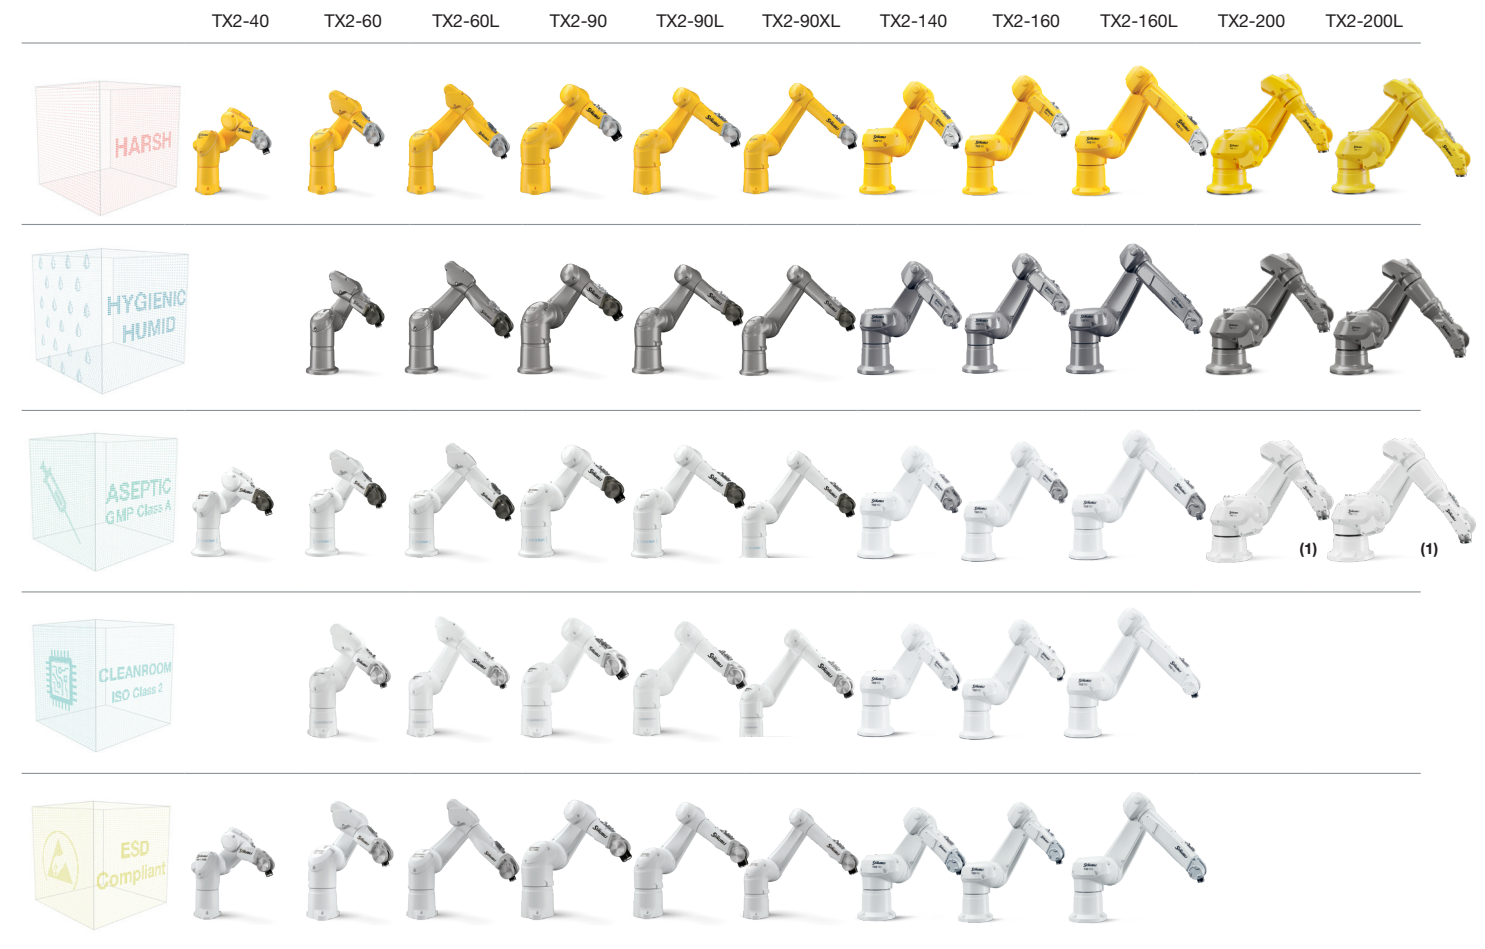 TX2-40 TX2-60 TX2-60L TX2-90 TX2-90L TX2-90XL TX2-140 TX2-160 TX2-160L TX2-200 TX2-200L
HARSH
HYGIENIC
HUMID
ASEPTIC
GMP Class A
(1) (1)
CLEANROOM
ISO Class 2
ESD
Compliant